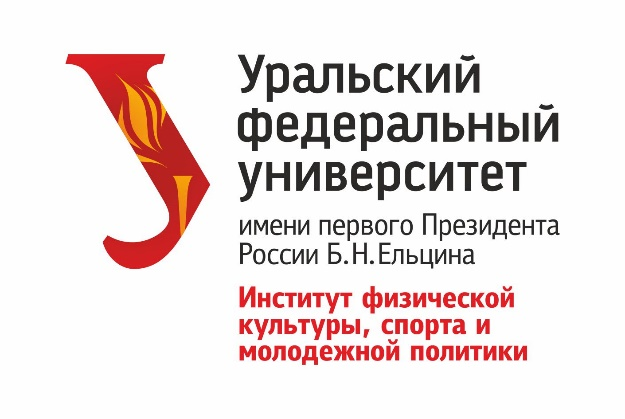 Уральский
федеральный
университет
имени первого Президента
России Б.Н.Ельцина
Институт физической
культуры, спорта и
молодежной политики